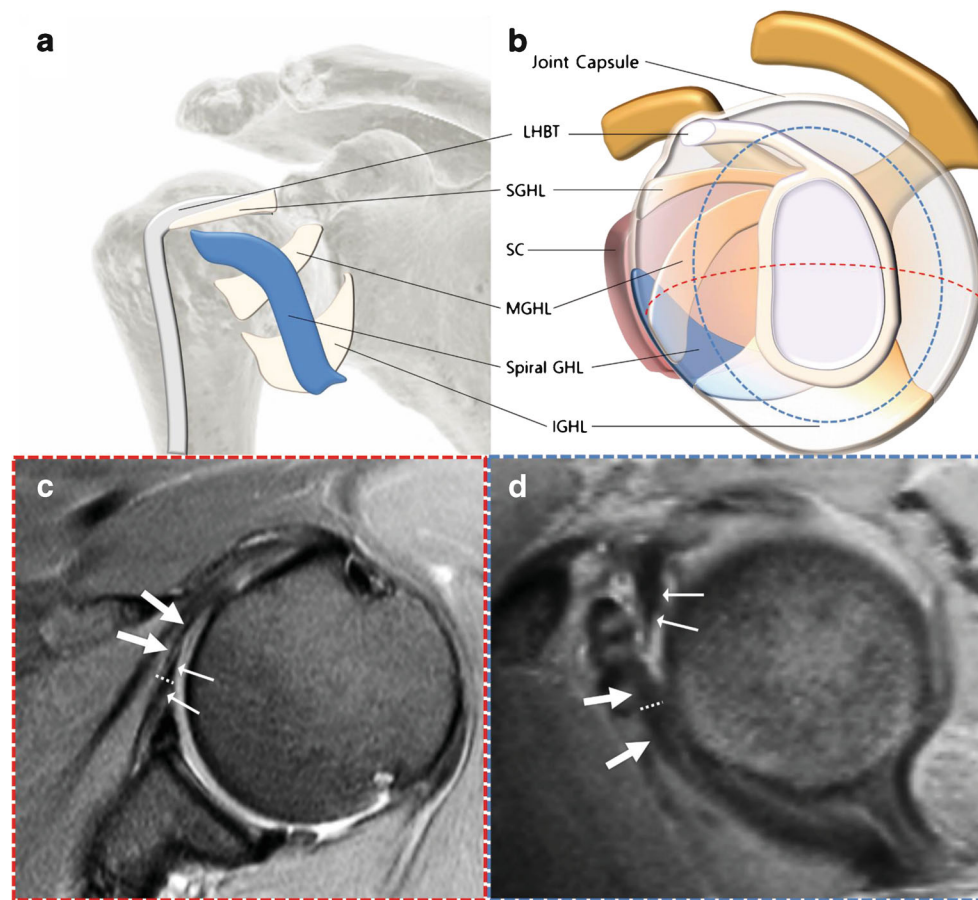 a
b
Joint Capsule
LHBT
SGHL
SC
MGHL
Spiral GHL
IGHL
c
d